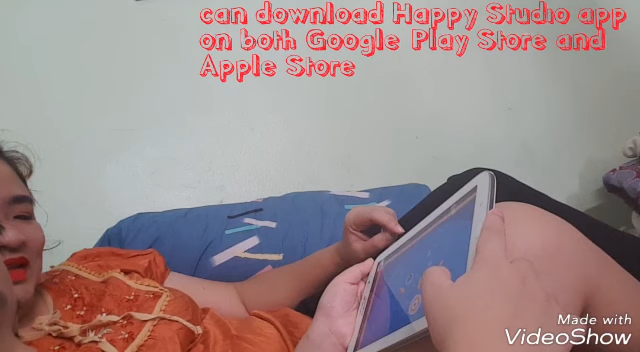 can download Happy Studio app
on both Google Play Store and
Apple Store
Made with
VideoShow